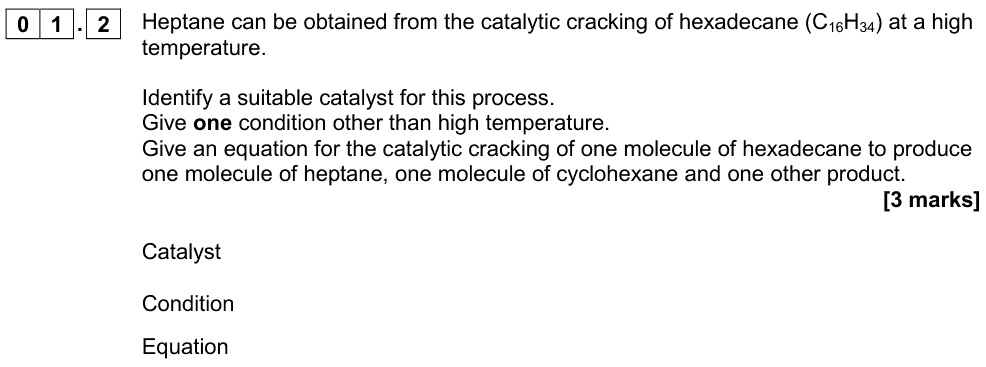 0 1 . 2 Heptane can be obtained from the catalytic cracking of hexadecane (C₁₆H₃₄) at a high
temperature.
Identify a suitable catalyst for this process.
Give one condition other than high temperature.
Give an equation for the catalytic cracking of one molecule of hexadecane to produce
one molecule of heptane, one molecule of cyclohexane and one other product.
[3 marks]
Catalyst
Condition
Equation